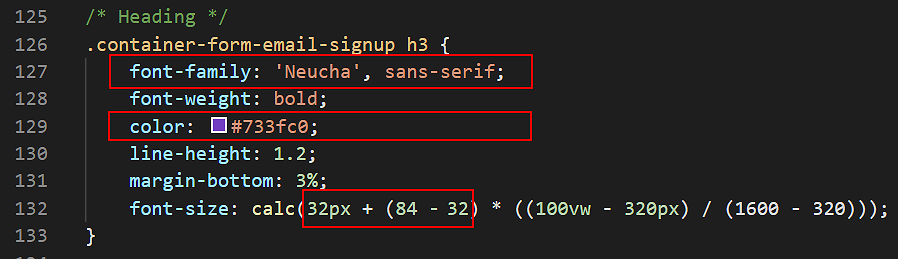 125 /* Heading */
126 .container-form-email-signup h3 {
127 font-family: 'Neucha', sans-serif;
128 font-weight: bold;
129 color: #733fc0;
130 line-height: 1.2;
131 margin-bottom: 3%;
132 font-size: calc(32px + (84 - 32) * ((100vw - 320px) / (1600 - 320)));
133 }